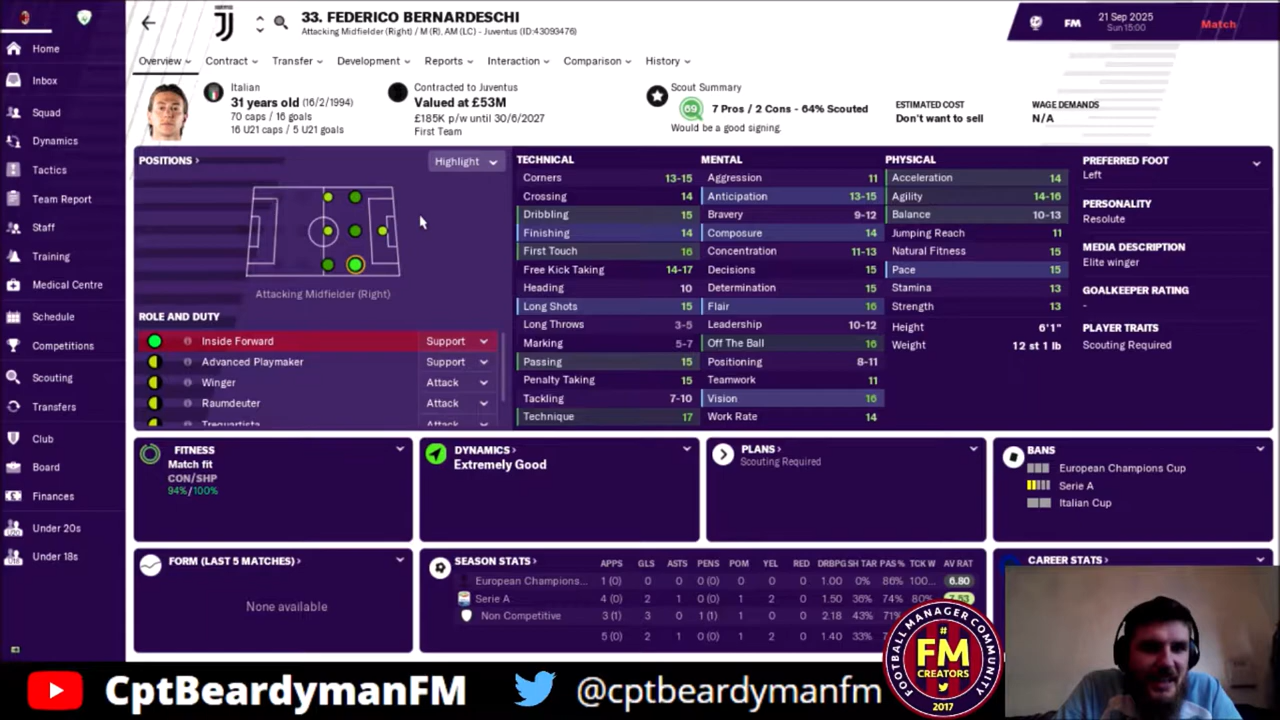 33. FEDERICO BERNARDESCHI
Attacking Midfielder (Right) / M (R), AM (LC) - Juventus (ID:43093476)
FM
21 Sep 2025
Sun 15:00
Match
Home
Inbox
Squad
Dynamics
Tactics
Team Report
Staff
Training
Medical Centre
Schedule
Competitions
Scouting
Transfers
Club
Board
Finances
Under 20s
Under 18s
Overview
Contract
Transfer
Development
Reports
Interaction
Comparison
History
Italian
31 years old (16/2/1994)
70 caps / 16 goals
16 U21 caps / 5 U21 goals
Contracted to Juventus
Valued at £53M
£185K p/w until 30/6/2027
First Team
Scout Summary
69
7 Pros / 2 Cons - 64% Scouted
Would be a good signing.
ESTIMATED COST
Don't want to sell
WAGE DEMANDS
N/A
POSITIONS
Highlight
Attacking Midfielder (Right)
ROLE AND DUTY
Inside Forward Support
Advanced Playmaker Support
Winger Attack
Raumdeuter Attack
Trequartista Attack
TECHNICAL
Corners 13-15
Crossing 14
Dribbling 15
Finishing 14
First Touch 16
Free Kick Taking 14-17
Heading 10
Long Shots 15
Long Throws 3-5
Marking 5-7
Passing 15
Penalty Taking 15
Tackling 7-10
Technique 17
MENTAL
Aggression 11
Anticipation 13-15
Bravery 9-12
Composure 14
Concentration 11-13
Decisions 15
Determination 15
Flair 16
Leadership 10-12
Off The Ball 16
Positioning 8-11
Teamwork 11
Vision 16
Work Rate 14
PHYSICAL
Acceleration 14
Agility 14-16
Balance 10-13
Jumping Reach 11
Natural Fitness 15
Pace 15
Stamina 13
Strength 13
Height 6'1"
Weight 12 st 1 lb
PREFERRED FOOT
Left
PERSONALITY
Resolute
MEDIA DESCRIPTION
Elite winger
GOALKEEPER RATING
-
PLAYER TRAITS
Scouting Required
FITNESS
Match fit
CON/SHP
94%/100%
DYNAMICS
Extremely Good
PLANS
Scouting Required
BANS
European Champions Cup
Serie A
Italian Cup
FORM (LAST 5 MATCHES)
None available
SEASON STATS APPS GLS ASTS PENS POM YEL RED DRBPG SH TAR PAS % TCK W AV RAT
European Champions... 1 (0) 0 0 0 (0) 0 0 0 1.00 0% 86% 100... 6.80
Serie A 4 (0) 2 1 0 (0) 1 2 0 1.50 36% 74% 80% 7.53
Non Competitive 3 (1) 3 0 1 (1) 1 0 0 2.18 43% 71%
5 (0) 2 1 0 (0) 1 2 0 1.40 33%
CAREER STATS
FOOTBALL MANAGER COMMUNITY
#
FM
CREATORS
2017
CptBeardymanFM
@cptbeardymanfm